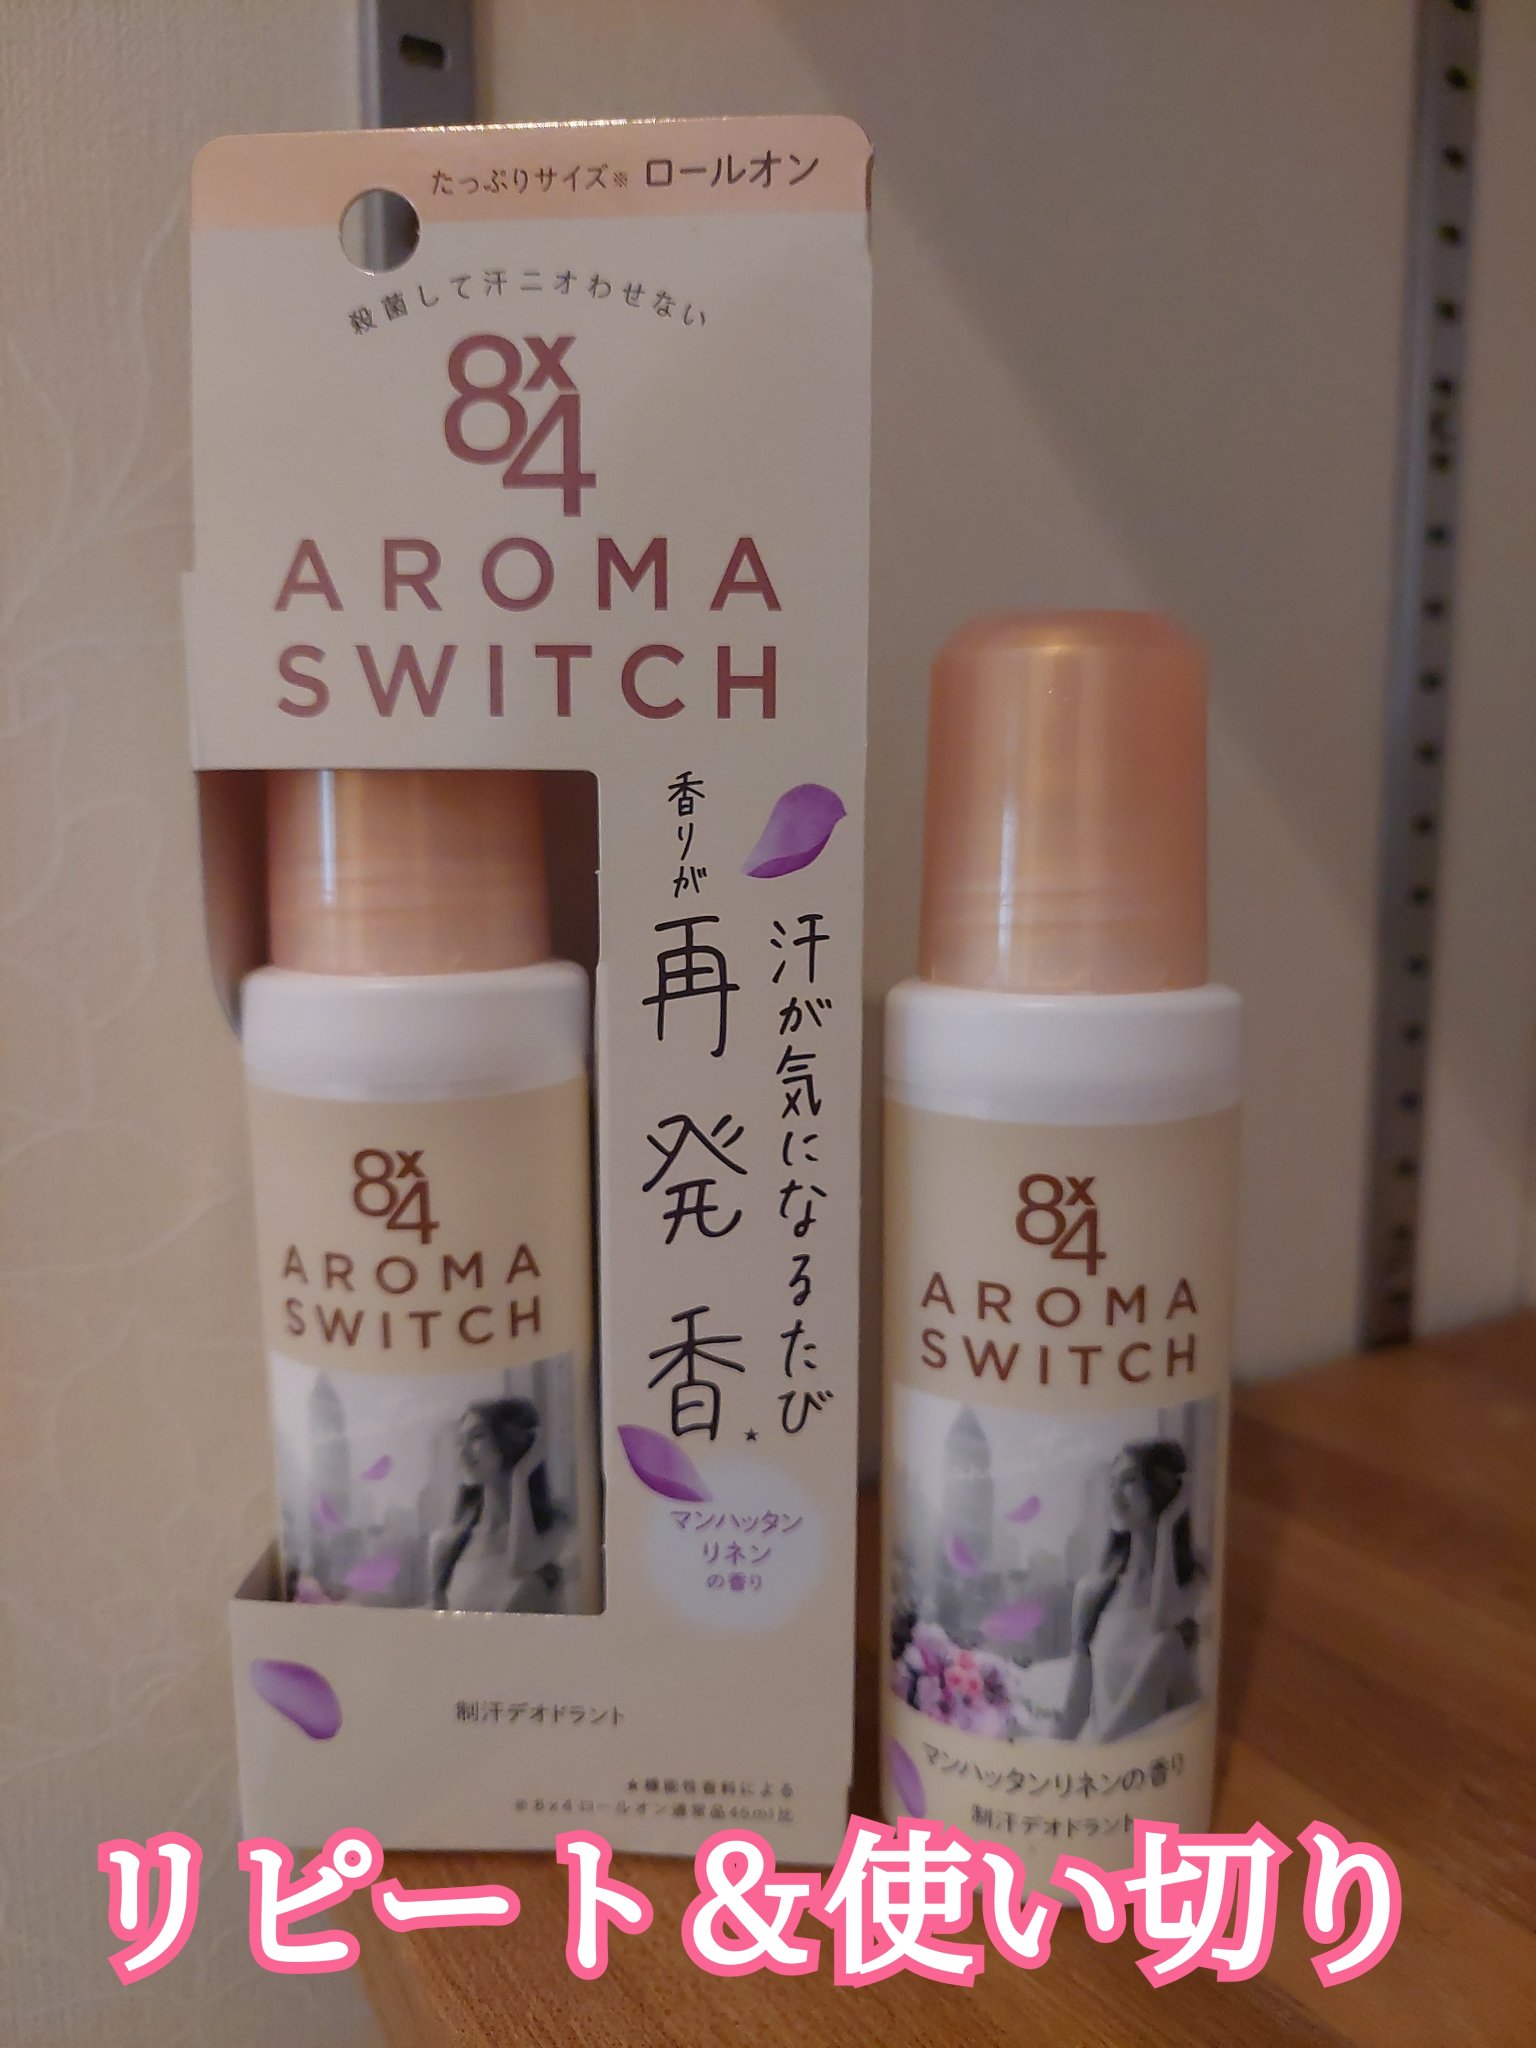 たっぷりサイズ※ ロールオン
殺菌して汗ニオわせない
8x4
AROMA
SWITCH
汗が気になるたび
香りが
再発香★
マンハッタン
リネン
の香り
制汗デオドラント
★機能性香料による
※8x4ロールオン通常品45ml比
8x4
AROMA
SWITCH
8x4
AROMA
SWITCH
マンハッタンリネンの香り
制汗デオドラント
リピート＆使い切り